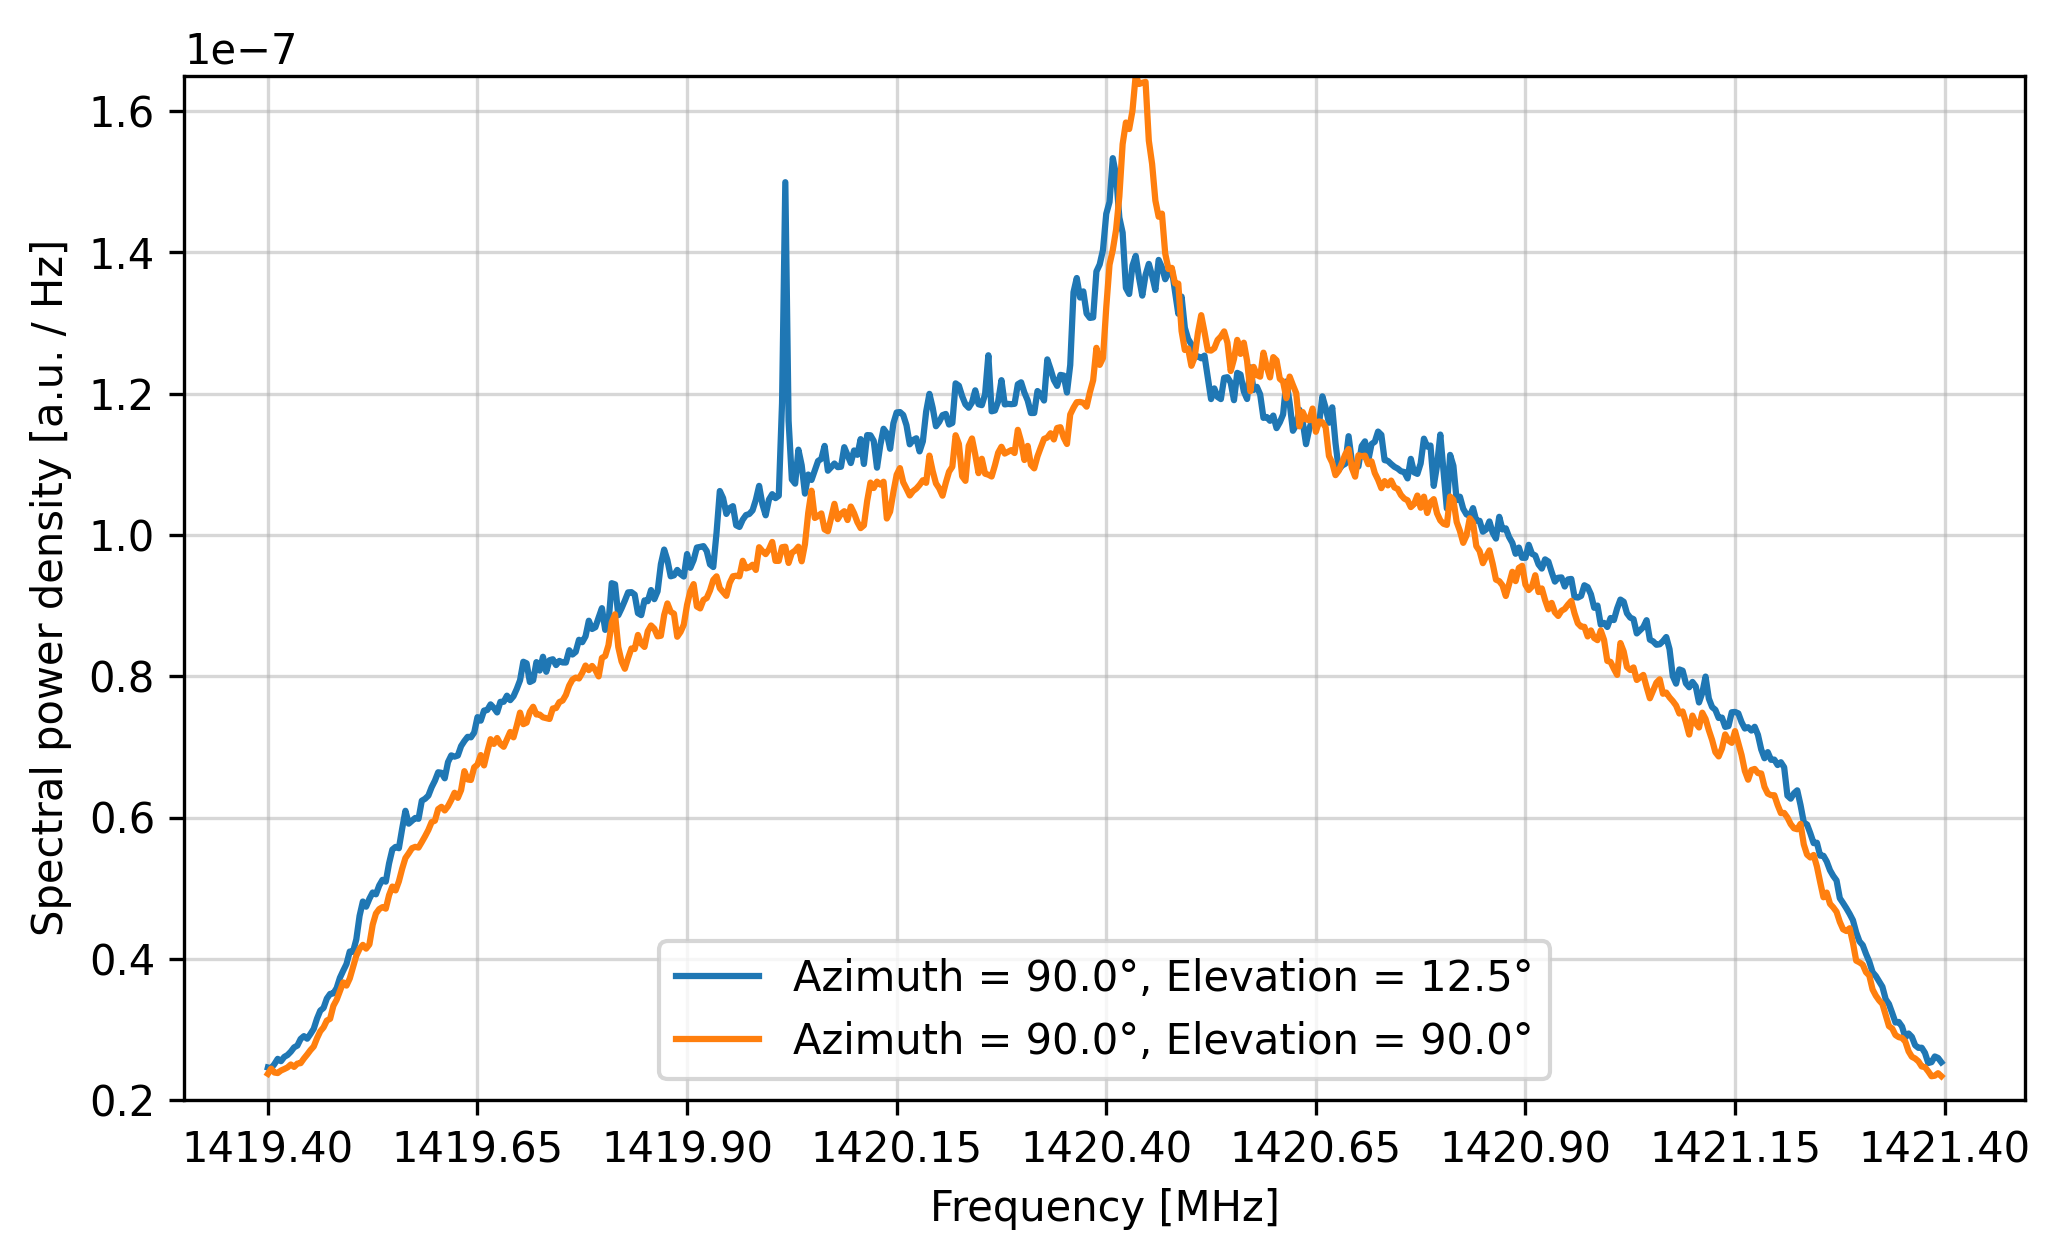 1e−7
1.6
1.4
1.2
1.0
0.8
0.6
0.4
0.2
Spectral power density [a.u. / Hz]
Azimuth = 90.0°, Elevation = 12.5°
Azimuth = 90.0°, Elevation = 90.0°
1419.40 1419.65 1419.90 1420.15 1420.40 1420.65 1420.90 1421.15 1421.40
Frequency [MHz]